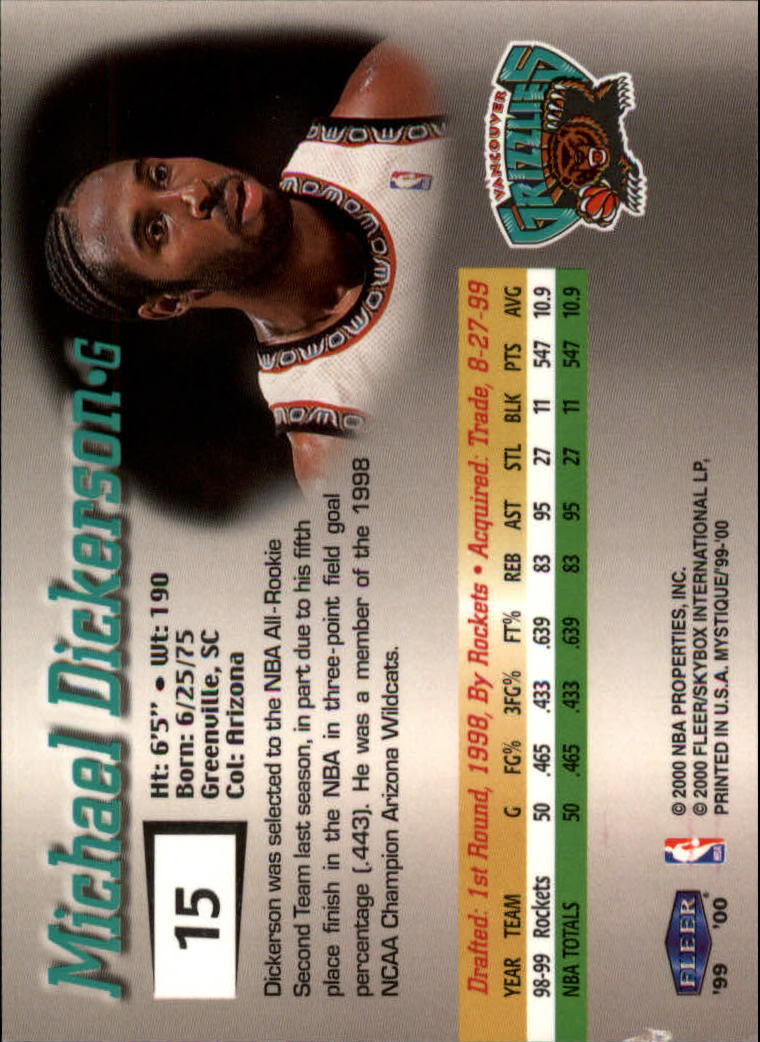 Michael Dickerson•G
15
Ht: 6'5" • Wt: 190
Born: 6/25/75
Greenville, SC
Col: Arizona
Dickerson was selected to the NBA All-Rookie
Second Team last season, in part due to his fifth
place finish in the NBA in three-point field goal
percentage (.443). He was a member of the 1998
NCAA Champion Arizona Wildcats.
Drafted: 1st Round, 1998, By Rockets • Acquired: Trade, 8-27-99
YEAR TEAM G FG% 3FG% FT% REB AST STL BLK PTS AVG
98-99 Rockets 50 .465 .433 .639 83 95 27 11 547 10.9
NBA TOTALS 50 .465 .433 .639 83 95 27 11 547 10.9
VANCOUVER
GRIZZLIES
FLEER
'99 '00
NBA
© 2000 NBA PROPERTIES, INC.
© 2000 FLEER/SKYBOX INTERNATIONAL LP,
PRINTED IN U.S.A. MYSTIQUE/'99-'00